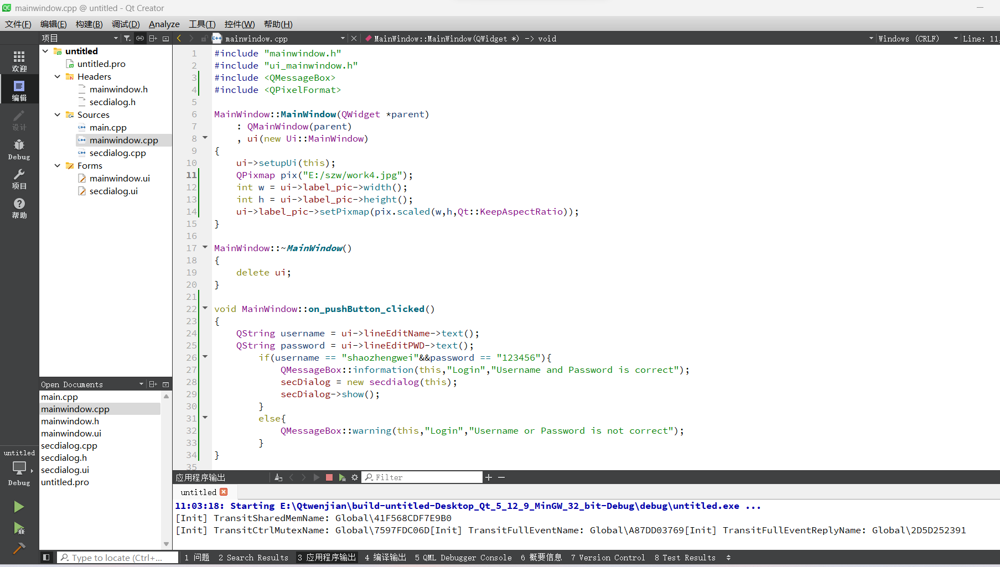 mainwindow.cpp @ untitled - Qt Creator
文件(F) 编辑(E) 构建(B) 调试(D) Analyze 工具(T) 控件(W) 帮助(H)
项目
mainwindow.cpp
MainWindow::MainWindow(QWidget *) -> void
Windows (CRLF)
Line: 11,
欢迎
编辑
设计
Debug
项目
帮助
untitled
Debug
untitled
untitled.pro
Headers
mainwindow.h
secdialog.h
Sources
main.cpp
mainwindow.cpp
secdialog.cpp
Forms
mainwindow.ui
secdialog.ui
Open Documents
main.cpp
mainwindow.cpp
mainwindow.h
mainwindow.ui
secdialog.cpp
secdialog.h
secdialog.ui
untitled.pro
1 #include "mainwindow.h"
2 #include "ui_mainwindow.h"
3 #include <QMessageBox>
4 #include <QPixelFormat>
5
6 MainWindow::MainWindow(QWidget *parent)
7     : QMainWindow(parent)
8     , ui(new Ui::MainWindow)
9 {
10     ui->setupUi(this);
11     QPixmap pix("E:/szw/work4.jpg");
12     int w = ui->label_pic->width();
13     int h = ui->label_pic->height();
14     ui->label_pic->setPixmap(pix.scaled(w,h,Qt::KeepAspectRatio));
15 }
16
17 MainWindow::~MainWindow()
18 {
19     delete ui;
20 }
21
22 void MainWindow::on_pushButton_clicked()
23 {
24     QString username = ui->lineEditName->text();
25     QString password = ui->lineEditPWD->text();
26         if(username == "shaozhengwei"&&password == "123456"){
27             QMessageBox::information(this,"Login","Username and Password is correct");
28             secDialog = new secdialog(this);
29             secDialog->show();
30         }
31         else{
32             QMessageBox::warning(this,"Login","Username or Password is not correct");
33         }
34 }
35
应用程序输出
Filter
untitled
11:03:18: Starting E:\Qtwenjian\build-untitled-Desktop_Qt_5_12_9_MinGW_32_bit-Debug\debug\untitled.exe ...
[Init] TransitSharedMemName: Global\41F568CDF7E9B0
[Init] TransitCtrlMutexName: Global\7597FDC06D[Init] TransitFullEventName: Global\A87DD03769[Init] TransitFullEventReplyName: Global\2D5D252391
Type to locate (Ctrl+...
1 问题 2 Search Results 3 应用程序输出 4 编译输出 5 QML Debugger Console 6 概要信息 7 Version Control 8 Test Results